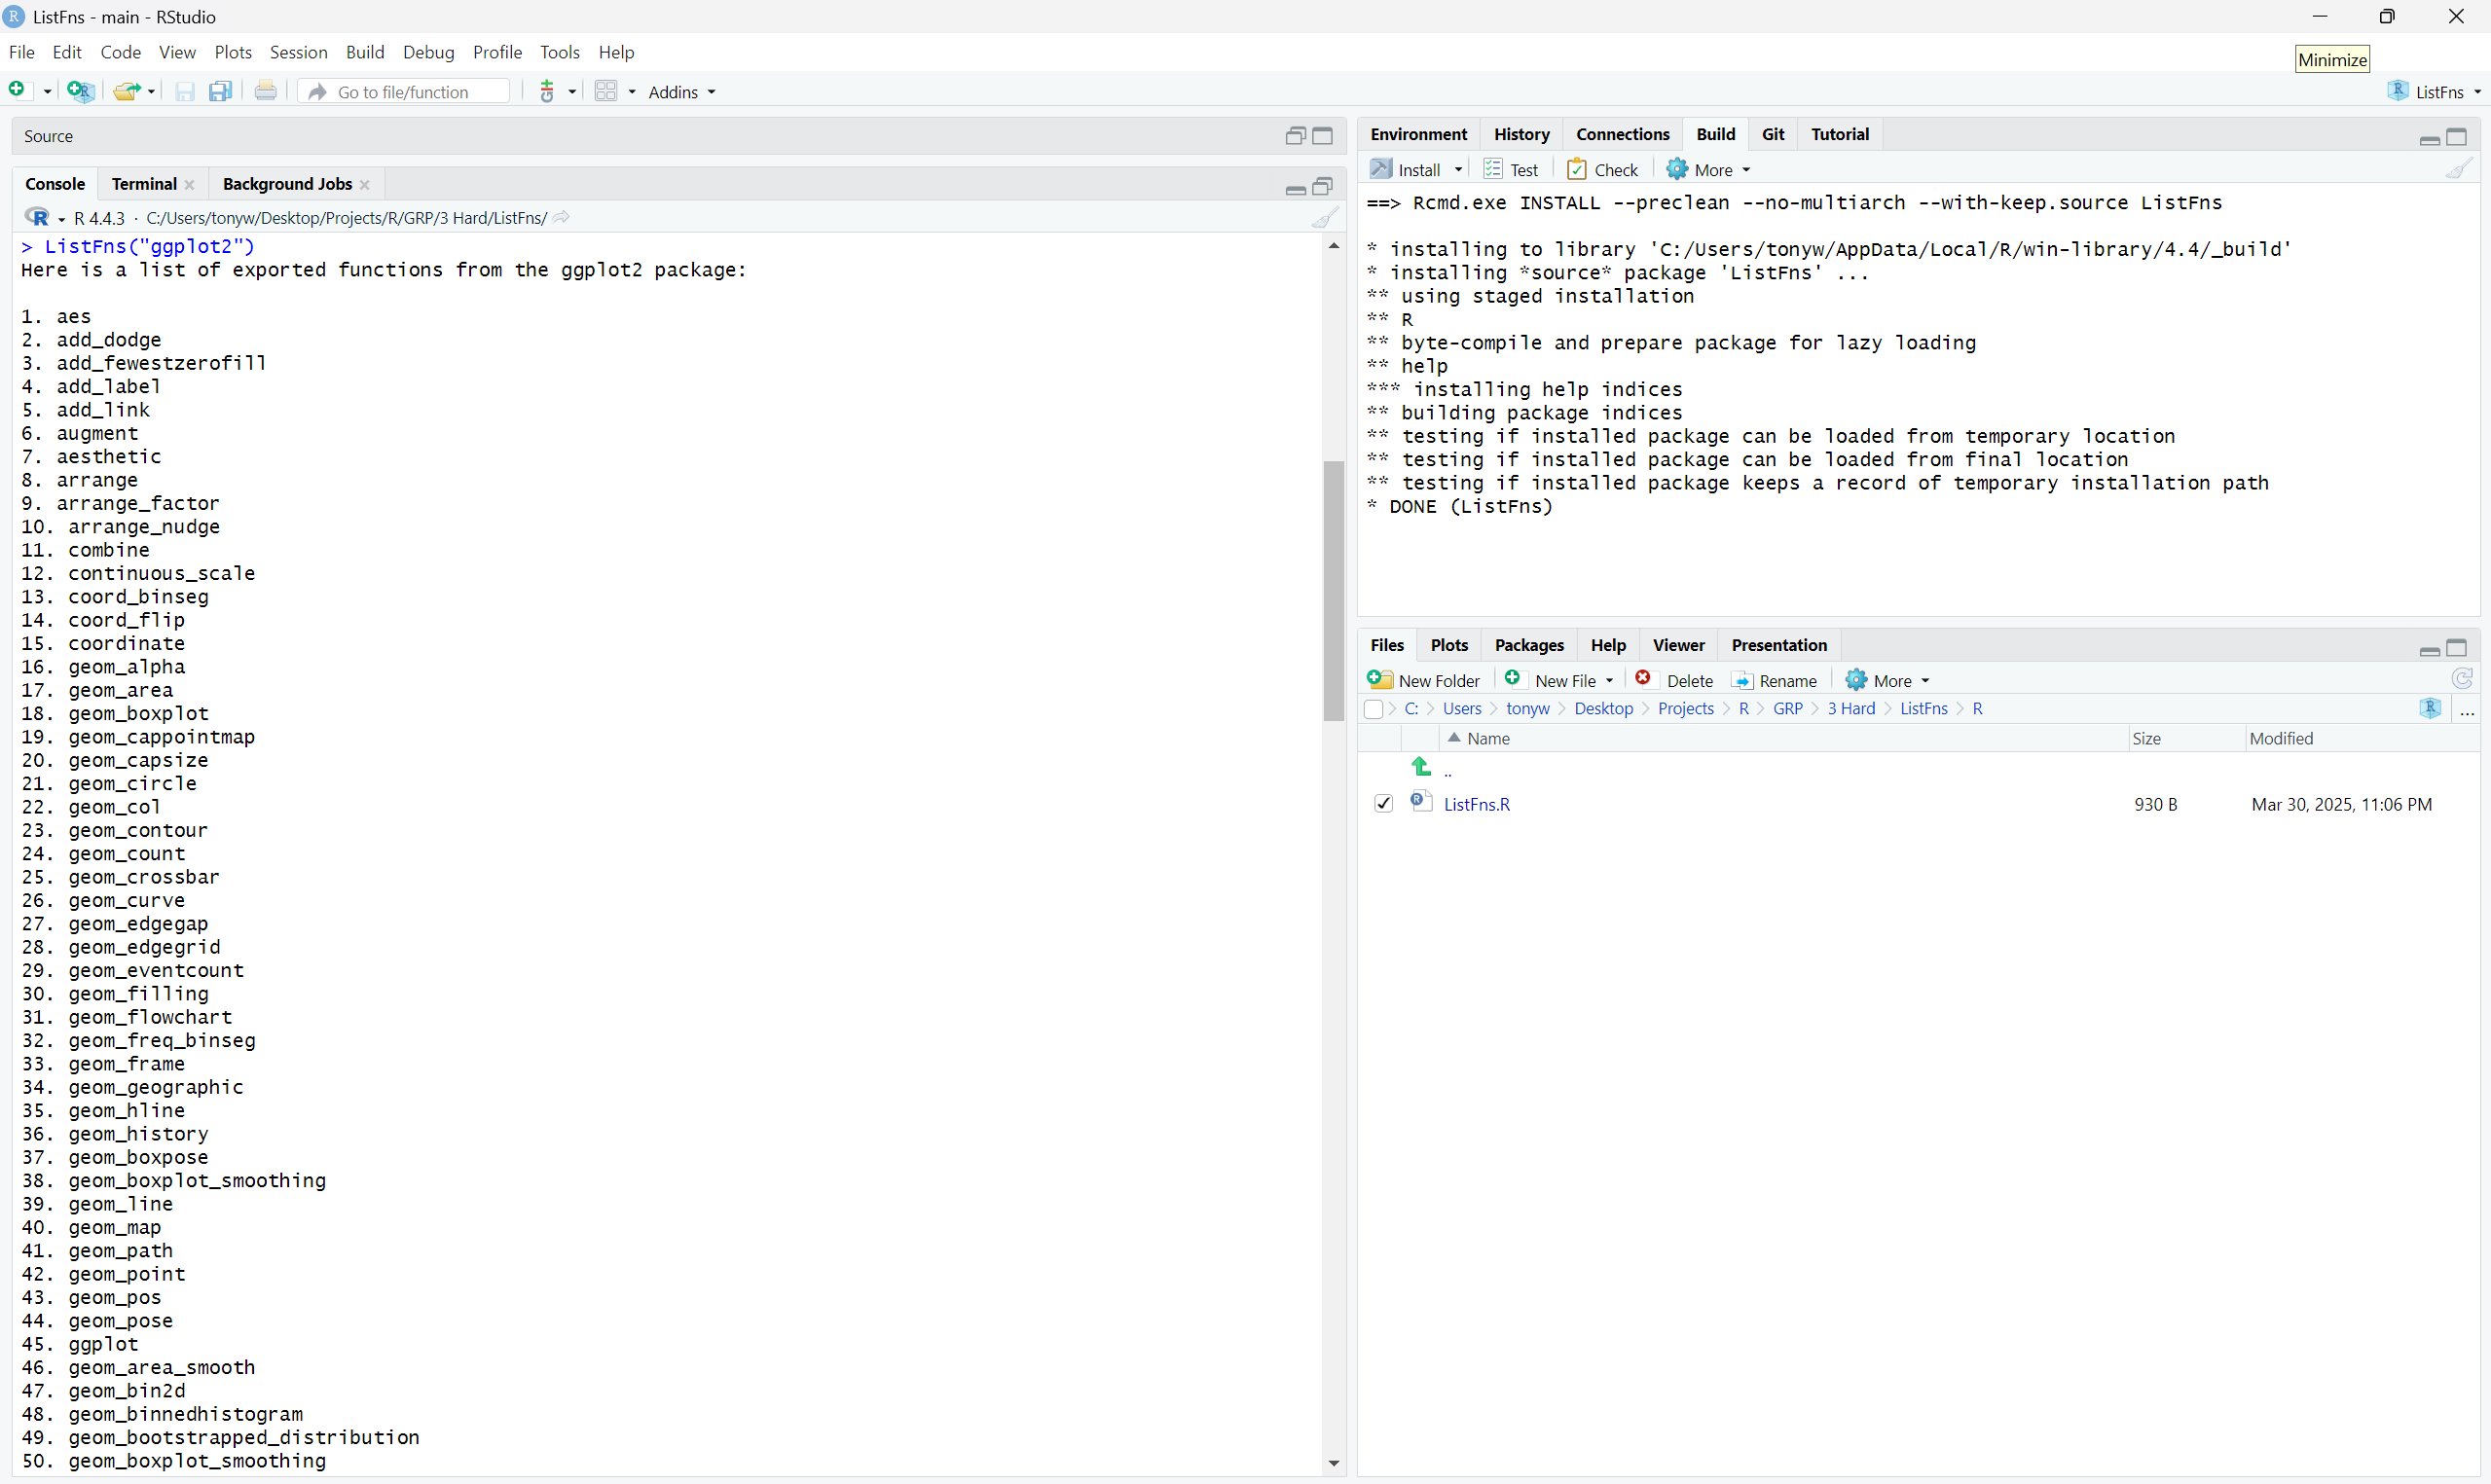 ListFns - main - RStudio
File Edit Code View Plots Session Build Debug Profile Tools Help
Minimize
Go to file/function
Addins
ListFns
Source
Console Terminal Background Jobs
R 4.4.3 · C:/Users/tonyw/Desktop/Projects/R/GRP/3 Hard/ListFns/
> ListFns("ggplot2")
Here is a list of exported functions from the ggplot2 package:
1. aes
2. add_dodge
3. add_fewestzerofill
4. add_label
5. add_link
6. augment
7. aesthetic
8. arrange
9. arrange_factor
10. arrange_nudge
11. combine
12. continuous_scale
13. coord_binseg
14. coord_flip
15. coordinate
16. geom_alpha
17. geom_area
18. geom_boxplot
19. geom_cappointmap
20. geom_capsize
21. geom_circle
22. geom_col
23. geom_contour
24. geom_count
25. geom_crossbar
26. geom_curve
27. geom_edgegap
28. geom_edgegrid
29. geom_eventcount
30. geom_filling
31. geom_flowchart
32. geom_freq_binseg
33. geom_frame
34. geom_geographic
35. geom_hline
36. geom_history
37. geom_boxpose
38. geom_boxplot_smoothing
39. geom_line
40. geom_map
41. geom_path
42. geom_point
43. geom_pos
44. geom_pose
45. ggplot
46. geom_area_smooth
47. geom_bin2d
48. geom_binnedhistogram
49. geom_bootstrapped_distribution
50. geom_boxplot_smoothing
Environment History Connections Build Git Tutorial
Install Test Check More
==> Rcmd.exe INSTALL --preclean --no-multiarch --with-keep.source ListFns
* installing to library 'C:/Users/tonyw/AppData/Local/R/win-library/4.4/_build'
* installing *source* package 'ListFns' ...
** using staged installation
** R
** byte-compile and prepare package for lazy loading
** help
*** installing help indices
** building package indices
** testing if installed package can be loaded from temporary location
** testing if installed package can be loaded from final location
** testing if installed package keeps a record of temporary installation path
* DONE (ListFns)
Files Plots Packages Help Viewer Presentation
New Folder New File Delete Rename More
C: > Users > tonyw > Desktop > Projects > R > GRP > 3 Hard > ListFns > R ...
Name Size Modified
..
ListFns.R 930 B Mar 30, 2025, 11:06 PM